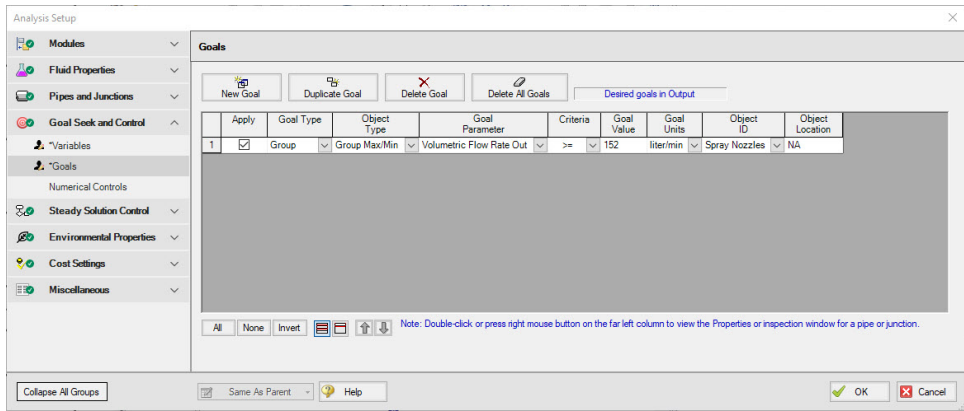 Analysis Setup
Modules
Fluid Properties
Pipes and Junctions
Goal Seek and Control
*Variables
*Goals
Numerical Controls
Steady Solution Control
Environmental Properties
Cost Settings
Miscellaneous
Collapse All Groups
Goals
New Goal Duplicate Goal Delete Goal Delete All Goals Desired goals in Output
Apply Goal Type Object Type Goal Parameter Criteria Goal Value Goal Units Object ID Object Location
1 Group Group Max/Min Volumetric Flow Rate Out >= 152 liter/min Spray Nozzles NA
All None Invert Note: Double-click or press right mouse button on the far left column to view the Properties or inspection window for a pipe or junction.
Same As Parent Help OK Cancel